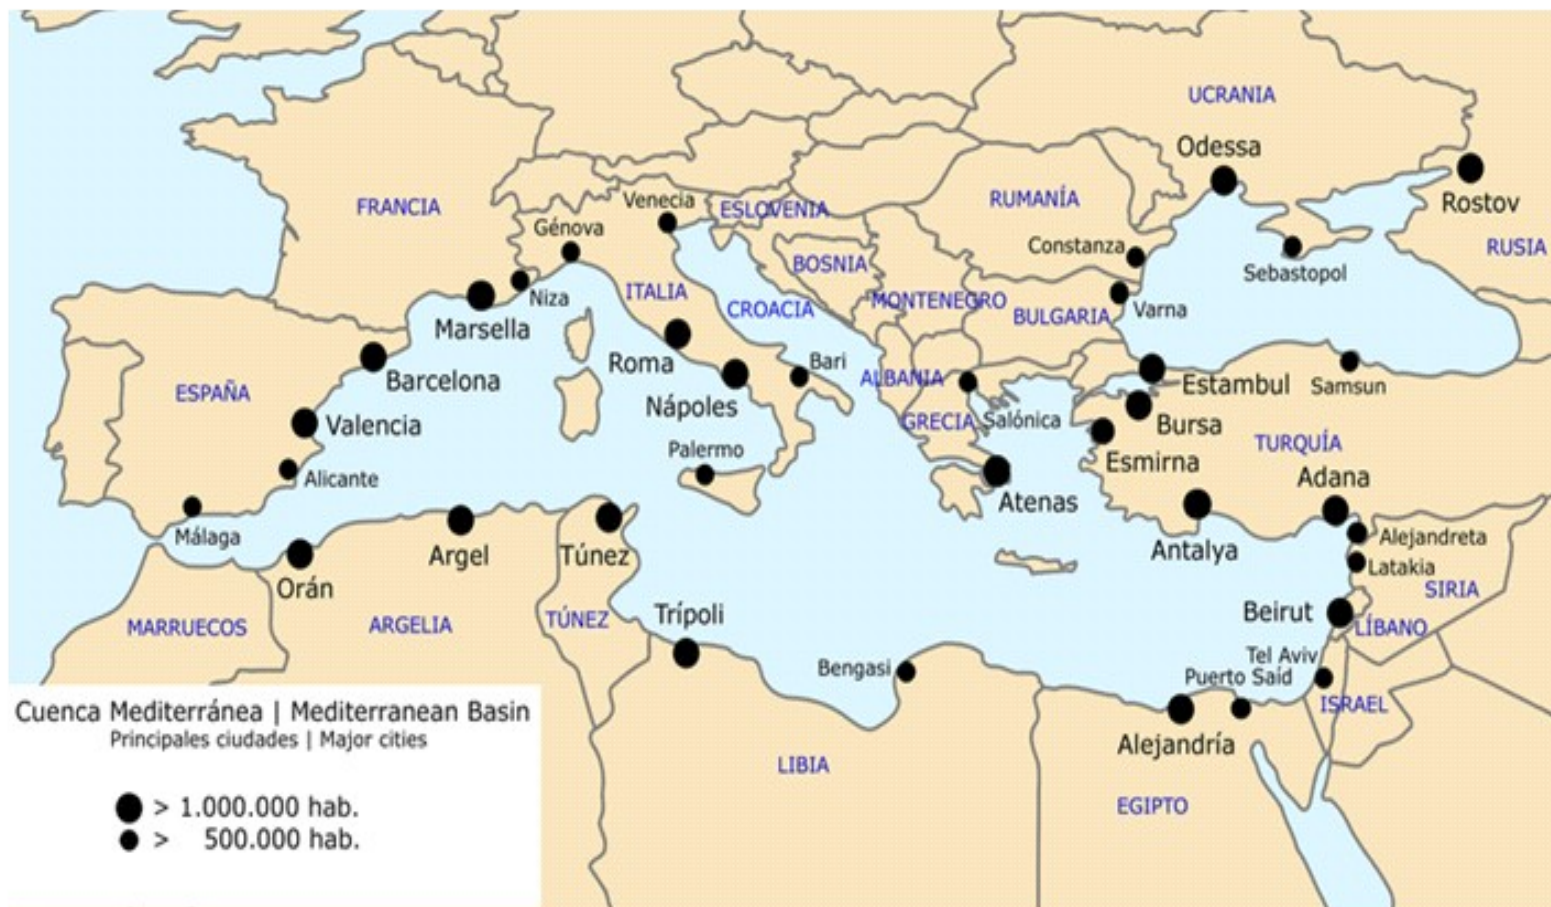 UCRANIA
Odessa
Rostov
RUSIA
FRANCIA
Venecia
ESLOVENIA
RUMANÍA
Génova
Constanza
Sebastopol
BOSNIA
Niza
ITALIA
MONTENEGRO
CROACIA
BULGARIA
Varna
Marsella
Roma
Bari
Barcelona
ESPAÑA
ALBANIA
Estambul
Samsun
Nápoles
Valencia
GRECIA
Salónica
Bursa
TURQUÍA
Palermo
Esmirna
Alicante
Adana
Atenas
Málaga
Argel
Túnez
Antalya
Alejandreta
Latakia
Orán
SIRIA
MARRUECOS
ARGELIA
TÚNEZ
Trípoli
Beirut
LÍBANO
Bengasi
Tel Aviv
Puerto Saíd
ISRAEL
Alejandría
LIBIA
EGIPTO
Cuenca Mediterránea | Mediterranean Basin
Principales ciudades | Major cities
> 1.000.000 hab.
> 500.000 hab.